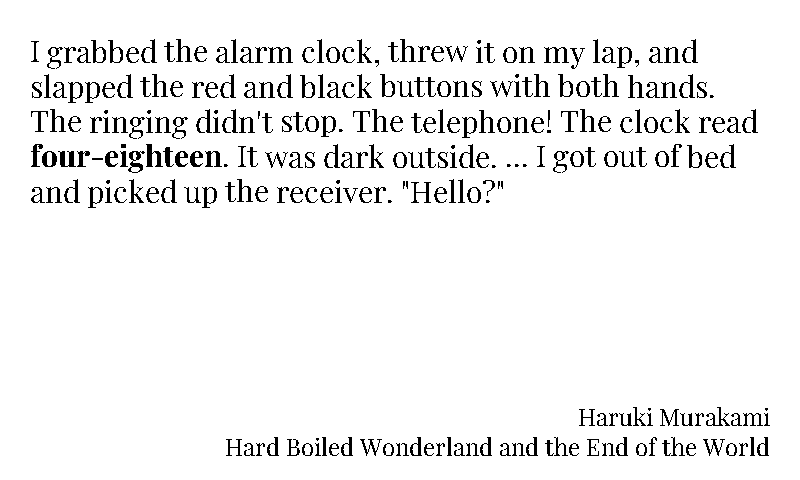 I grabbed the alarm clock, threw it on my lap, and
slapped the red and black buttons with both hands.
The ringing didn't stop. The telephone! The clock read
four-eighteen. It was dark outside. ... I got out of bed
and picked up the receiver. "Hello?"
Haruki Murakami
Hard Boiled Wonderland and the End of the World